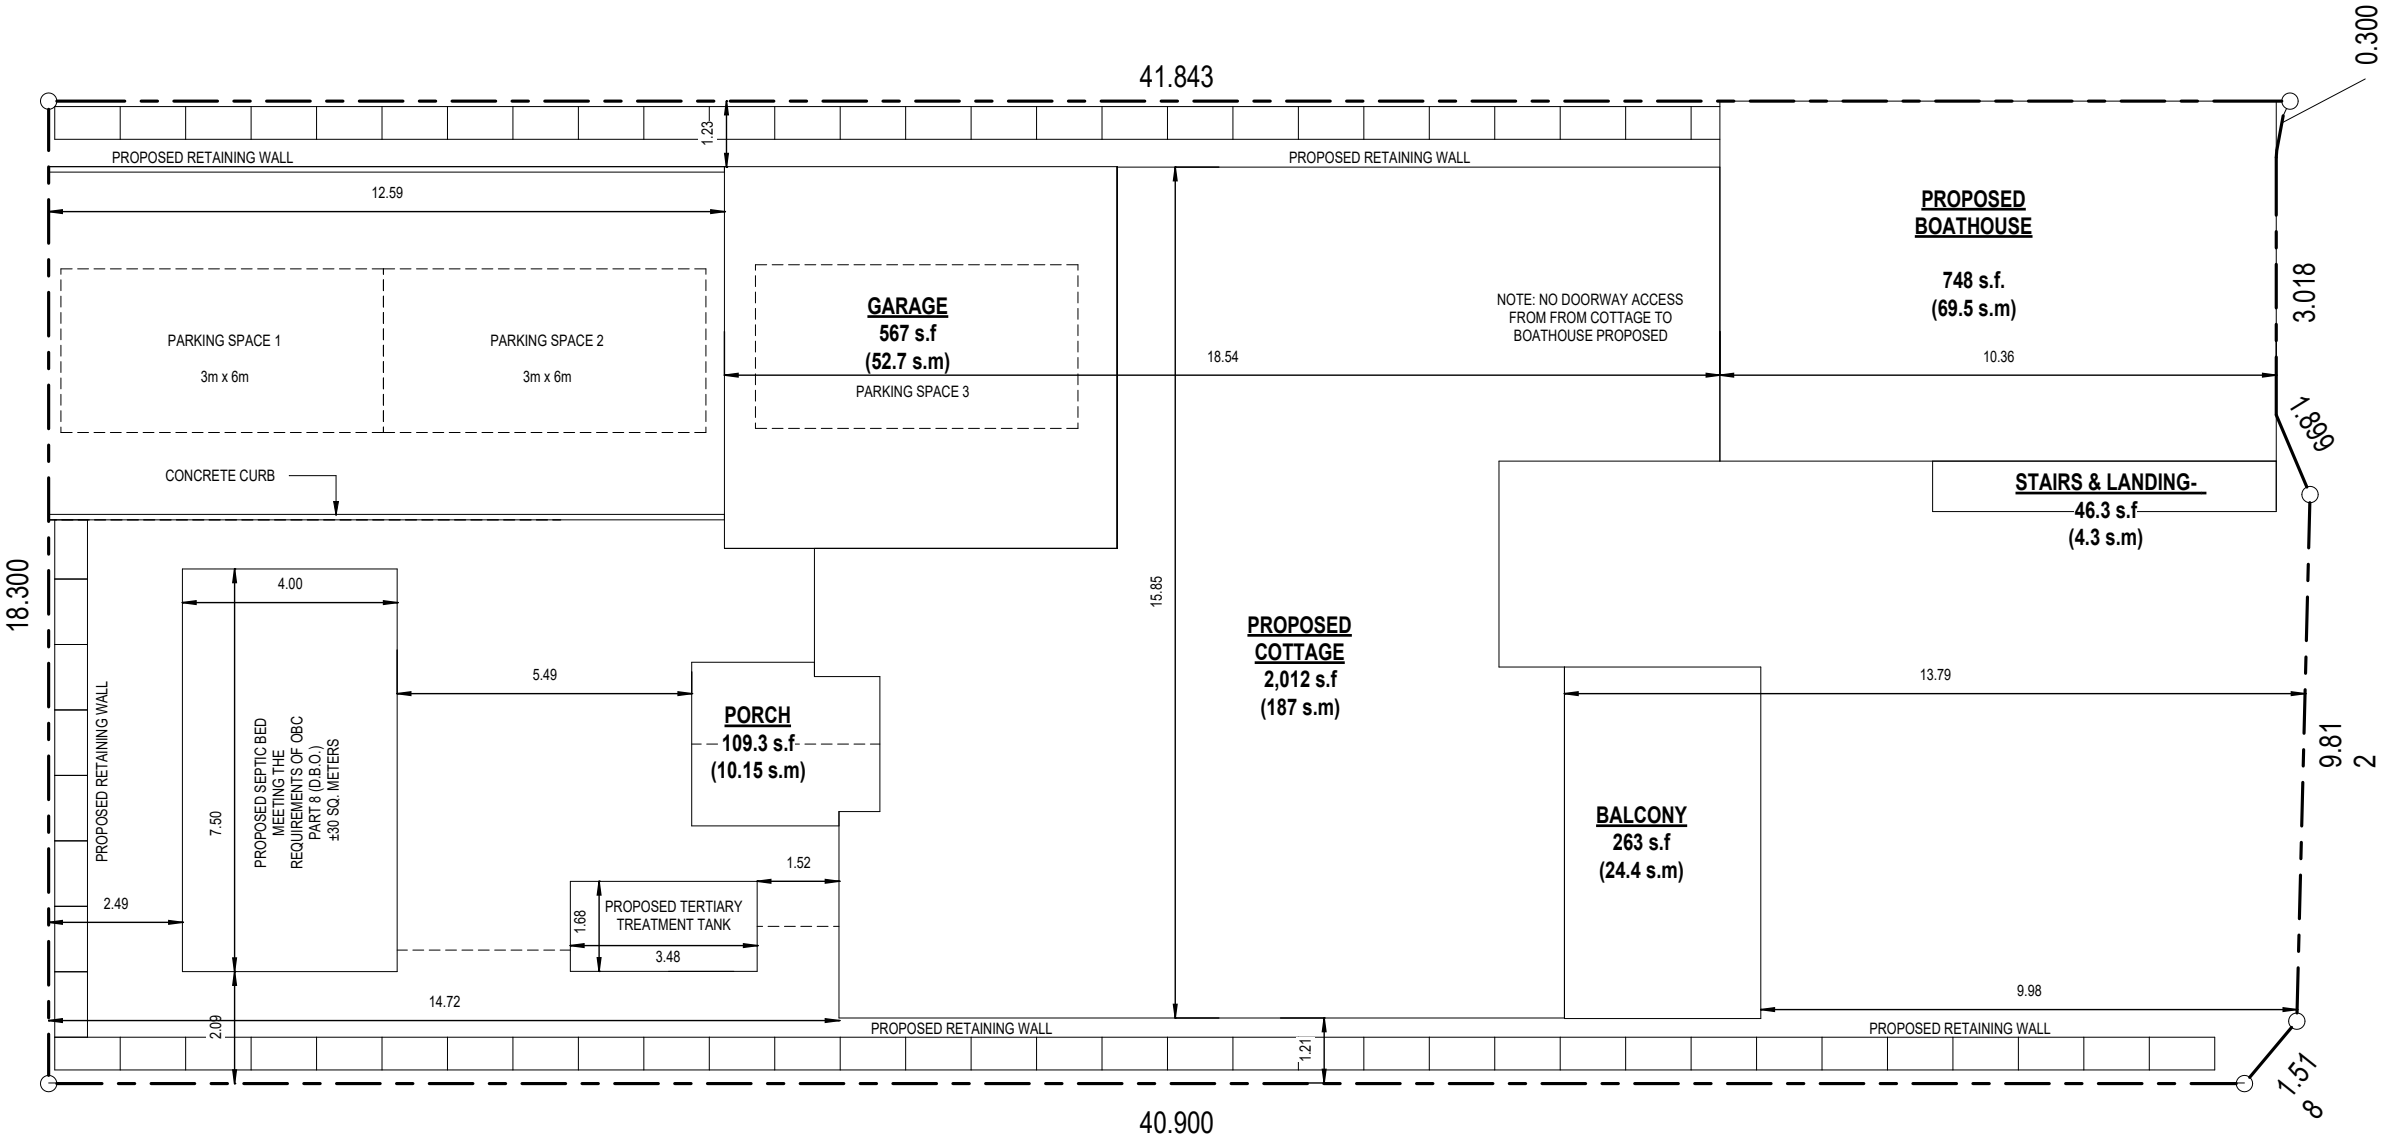 0.300
41.843
1.23
PROPOSED RETAINING WALL
PROPOSED RETAINING WALL
12.59
PROPOSED
BOATHOUSE
748 s.f.
(69.5 s.m)
3.018
GARAGE
567 s.f
(52.7 s.m)
PARKING SPACE 3
NOTE: NO DOORWAY ACCESS
FROM FROM COTTAGE TO
BOATHOUSE PROPOSED
PARKING SPACE 1
3m x 6m
PARKING SPACE 2
3m x 6m
18.54
10.36
1.899
CONCRETE CURB
STAIRS & LANDING-
46.3 s.f
(4.3 s.m)
18.300
4.00
15.85
PROPOSED
COTTAGE
2,012 s.f
(187 s.m)
5.49
13.79
PROPOSED RETAINING WALL
PROPOSED SEPTIC BED
MEETING THE
REQUIREMENTS OF OBC
PART 8 (D.B.O.)
±30 SQ. METERS
7.50
PORCH
109.3 s.f
(10.15 s.m)
9.81
2
BALCONY
263 s.f
(24.4 s.m)
1.52
2.49
1.68
PROPOSED TERTIARY
TREATMENT TANK
3.48
14.72
9.98
2.09
PROPOSED RETAINING WALL
PROPOSED RETAINING WALL
1.21
1.51
8
40.900